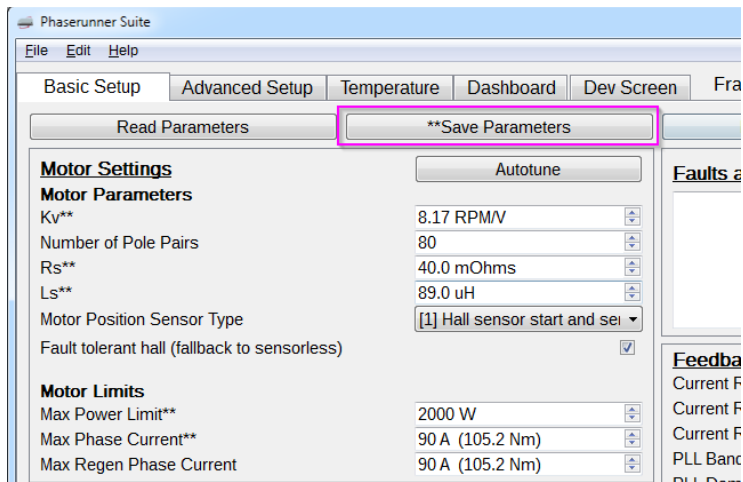 Phaserunner Suite
File Edit Help
Basic Setup Advanced Setup Temperature Dashboard Dev Screen
Read Parameters **Save Parameters
Motor Settings Autotune Faults
Motor Parameters
Kv** 8.17 RPM/V
Number of Pole Pairs 80
Rs** 40.0 mOhms
Ls** 89.0 uH
Motor Position Sensor Type [1] Hall sensor start and
Fault tolerant hall (fallback to sensorless)
Motor Limits
Max Power Limit** 2000 W
Current
Max Phase Current** 90 A (105.2 Nm) Current
Max Regen Phase Current 90 A (105.2 Nm) Current
PLL